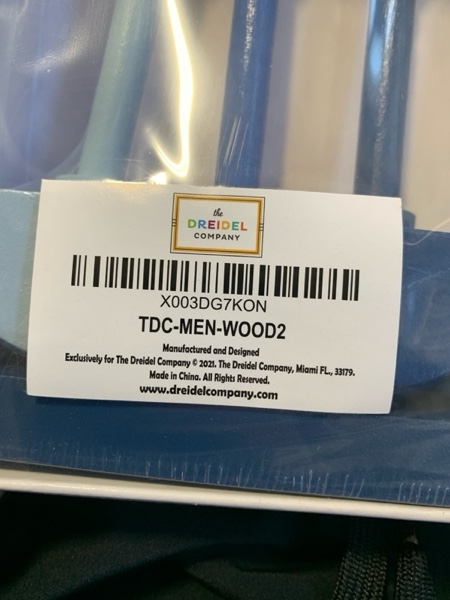 the
DREIDEL
COMPANY
X003DG7KON
TDC-MEN-WOOD2
Manufactured and Designed
Exclusively for The Dreidel Company © 2021. The Dreidel Company, Miami FL., 33179.
Made in China. All Rights Reserved.
www.dreidelcompany.com